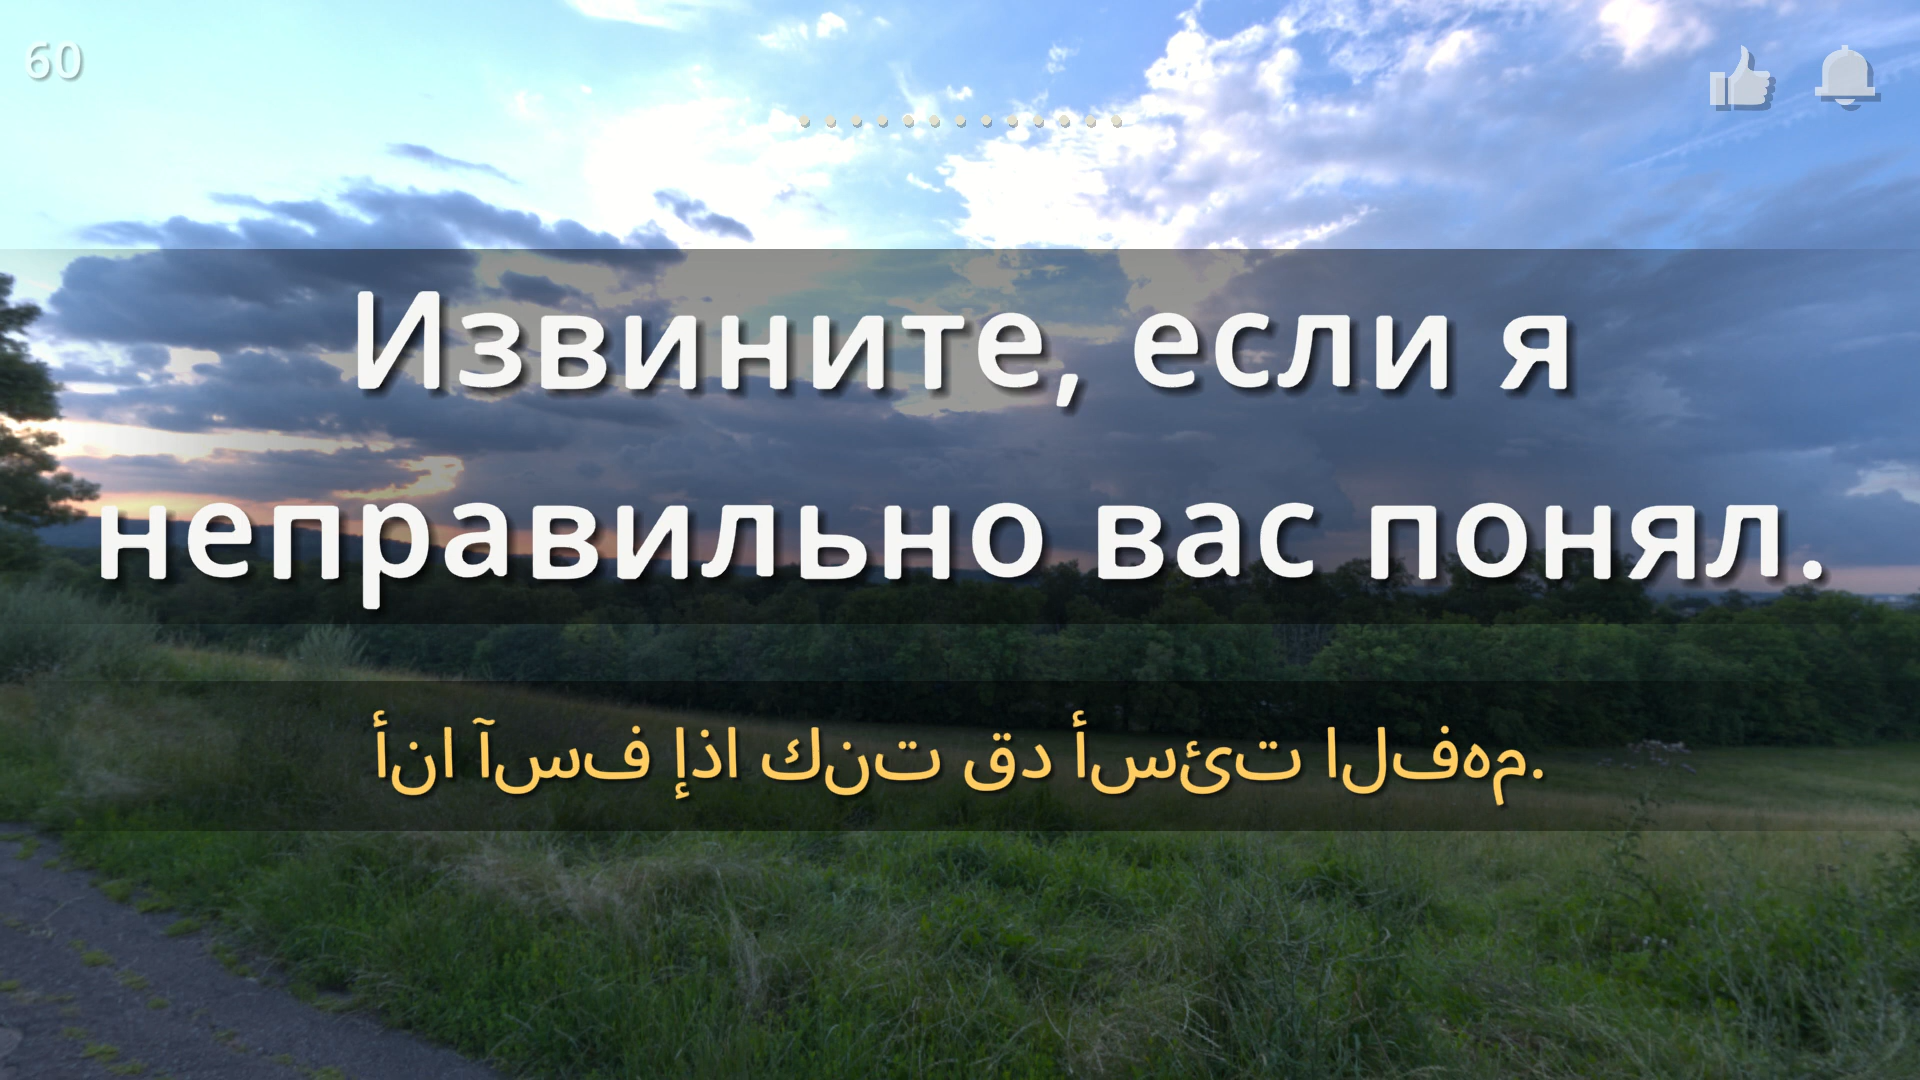 60
Извините, если я
неправильно вас понял.
أنا آسف إذا كنت قد أسئت الفهم.